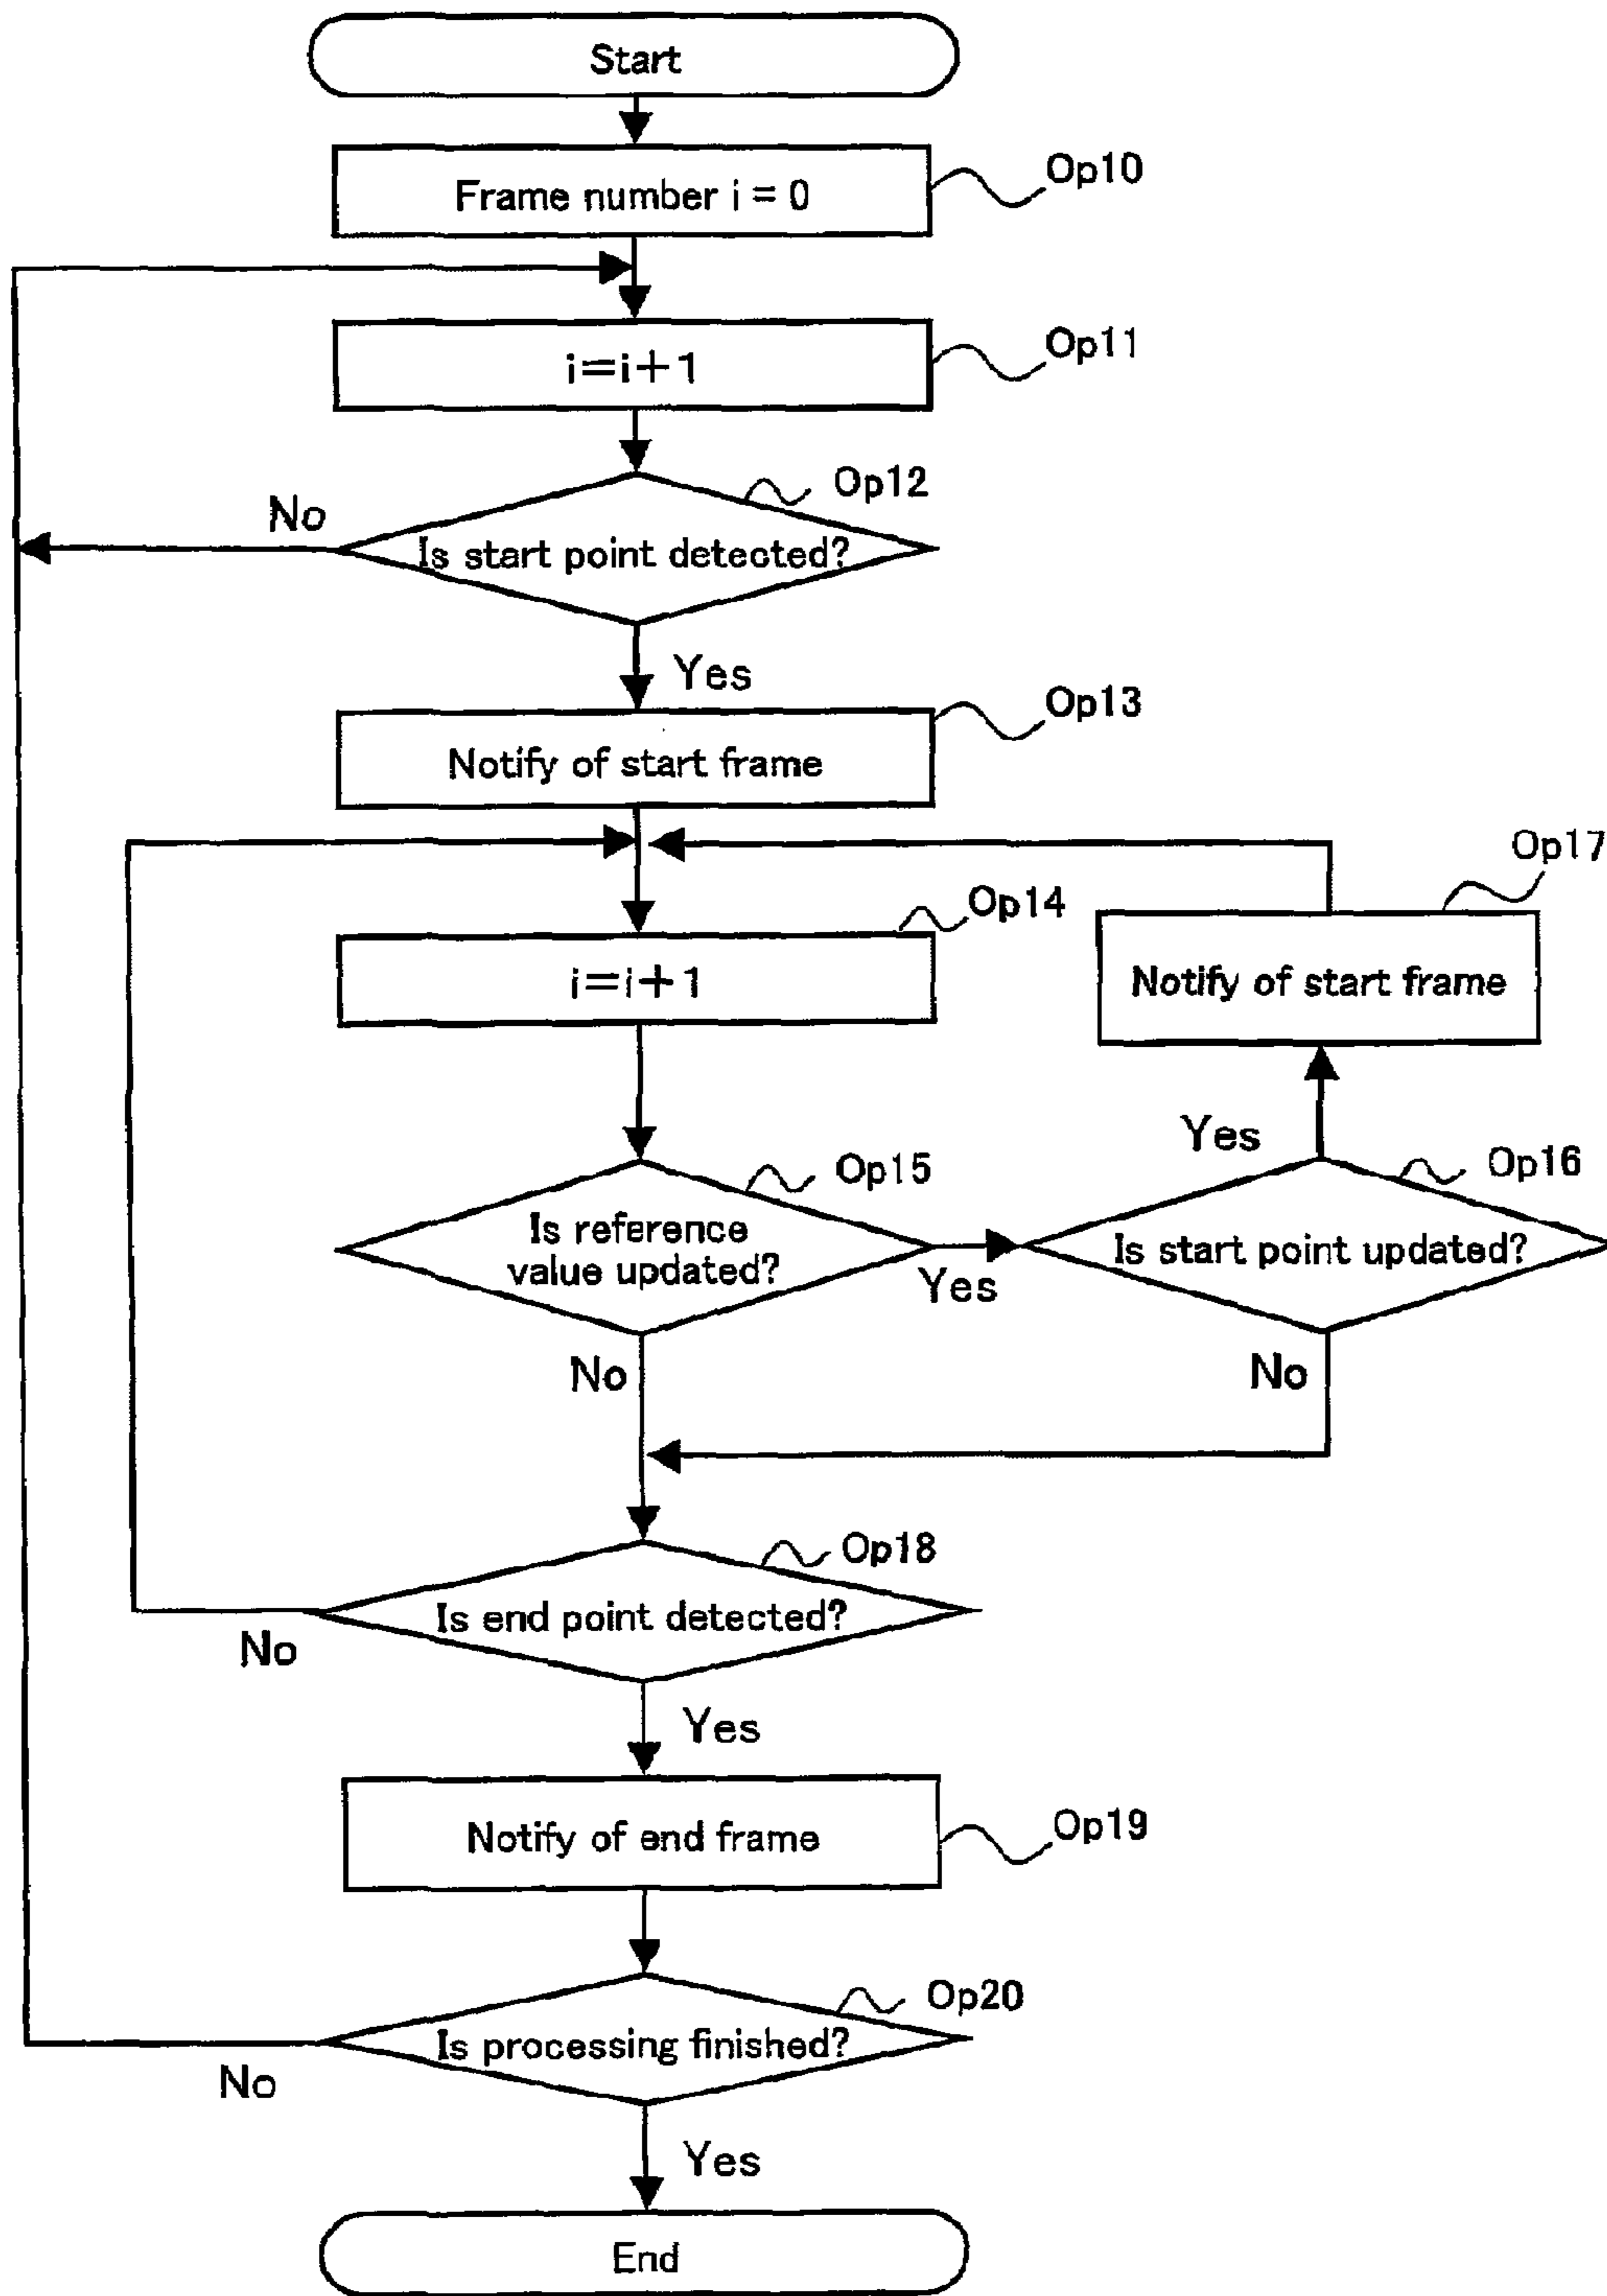 Start
Frame number i = 0
Op10
i=i+1
Op11
Op12
No
Is start point detected?
Yes
Op13
Notify of start frame
Op17
Op14
i=i+1
Notify of start frame
Yes
Op15
Op16
Is reference
value updated?
Yes
Is start point updated?
No
No
Op18
Is end point detected?
No
Yes
Notify of end frame
Op19
Op20
Is processing finished?
No
Yes
End